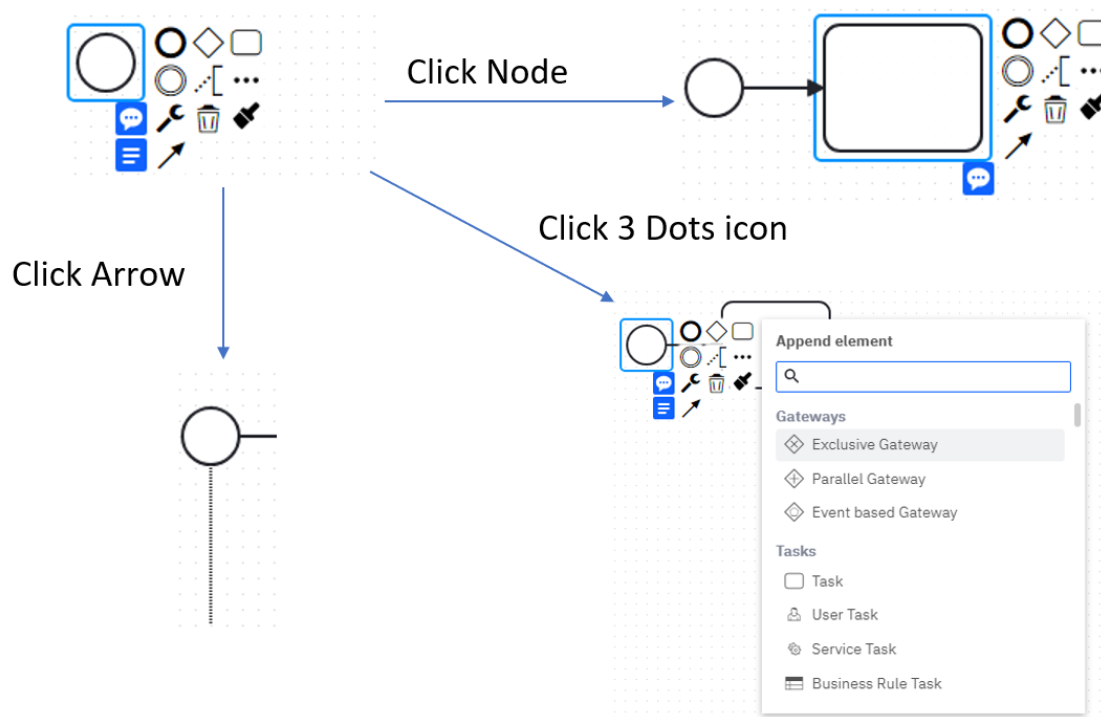 Click Node
Click 3 Dots icon
Click Arrow
Append element
Gateways
Exclusive Gateway
Parallel Gateway
Event based Gateway
Tasks
Task
User Task
Service Task
Business Rule Task